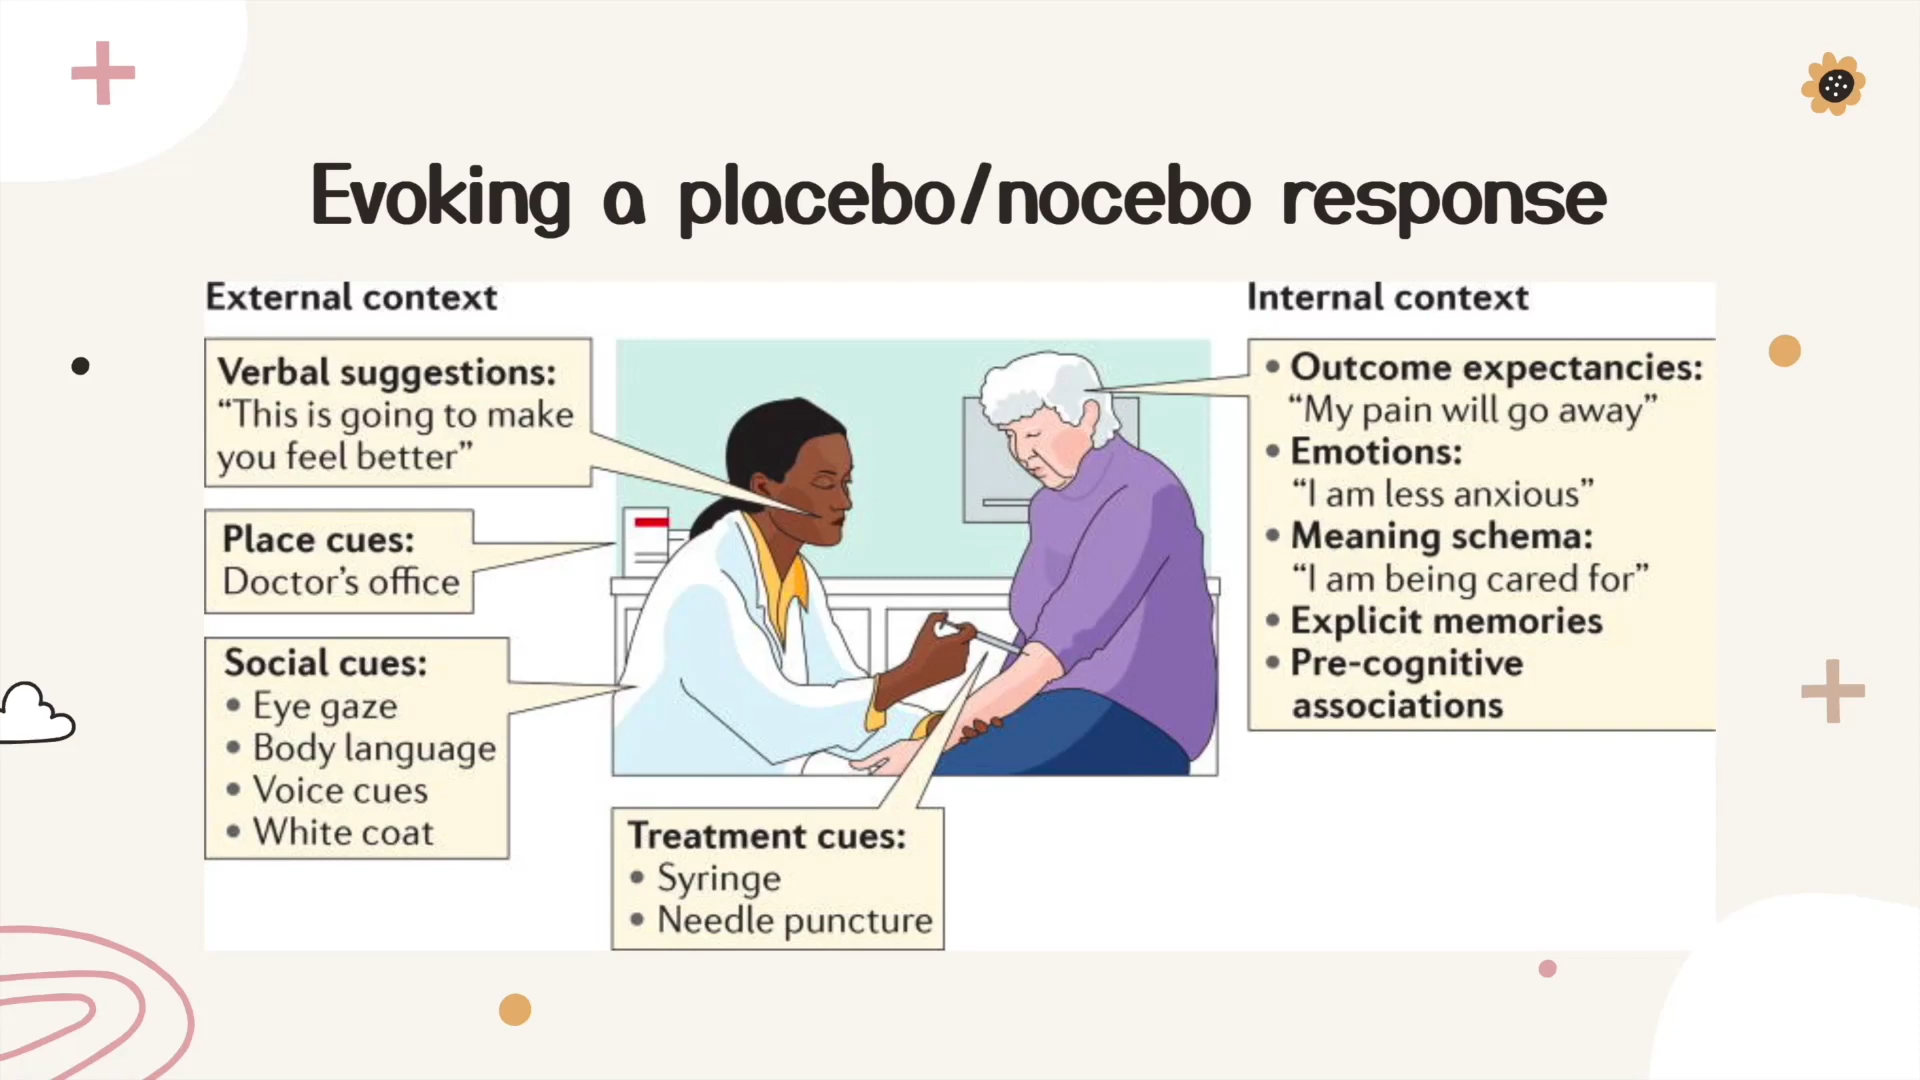 Evoking a placebo/nocebo response
External context
Verbal suggestions:
“This is going to make
you feel better”
Place cues:
Doctor’s office
Social cues:
• Eye gaze
• Body language
• Voice cues
• White coat
Treatment cues:
• Syringe
• Needle puncture
Internal context
• Outcome expectancies:
“My pain will go away”
• Emotions:
“I am less anxious”
• Meaning schema:
“I am being cared for”
• Explicit memories
• Pre-cognitive
associations